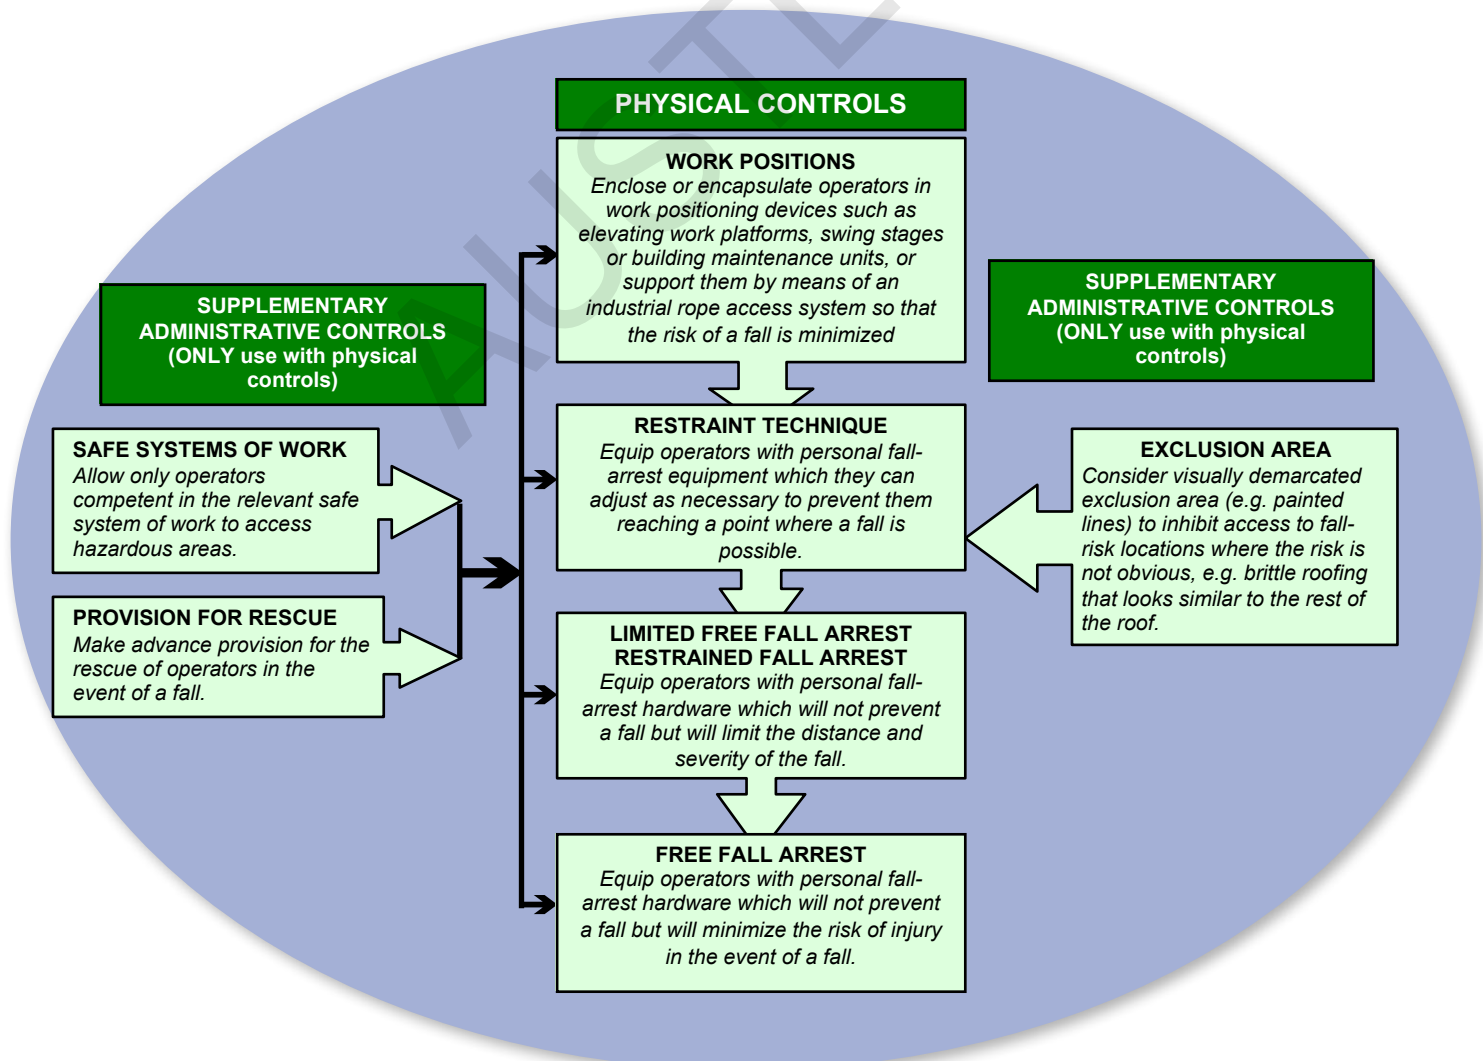 PHYSICAL CONTROLS
WORK POSITIONS
Enclose or encapsulate operators in
work positioning devices such as
elevating work platforms, swing stages
or building maintenance units, or
support them by means of an
industrial rope access system so that
the risk of a fall is minimized
SUPPLEMENTARY
ADMINISTRATIVE CONTROLS
(ONLY use with physical
controls)
SAFE SYSTEMS OF WORK
Allow only operators
competent in the relevant safe
system of work to access
hazardous areas.
PROVISION FOR RESCUE
Make advance provision for the
rescue of operators in the
event of a fall.
RESTRAINT TECHNIQUE
Equip operators with personal fall-
arrest equipment which they can
adjust as necessary to prevent them
reaching a point where a fall is
possible.
LIMITED FREE FALL ARREST
RESTRAINED FALL ARREST
Equip operators with personal fall-
arrest hardware which will not prevent
a fall but will limit the distance and
severity of the fall.
FREE FALL ARREST
Equip operators with personal fall-
arrest hardware which will not prevent
a fall but will minimize the risk of injury
in the event of a fall.
SUPPLEMENTARY
ADMINISTRATIVE CONTROLS
(ONLY use with physical
controls)
EXCLUSION AREA
Consider visually demarcated
exclusion area (e.g. painted
lines) to inhibit access to fall-
risk locations where the risk is
not obvious, e.g. brittle roofing
that looks similar to the rest of
the roof.